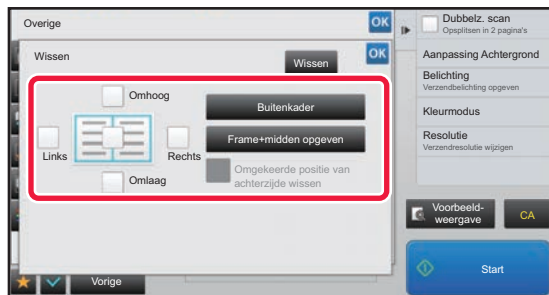 Overige
OK
Wissen
Wissen
OK
Omhoog
Links
Rechts
Omlaag
Buitenkader
Frame+midden opgeven
Omgekeerde positie van
achterzijde wissen
Vorige
Dubbelz. scan
Opsplitsen in 2 pagina's
Aanpassing Achtergrond
Belichting
Verzendbelichting opgeven
Kleurmodus
Resolutie
Verzendresolutie wijzigen
Voorbeeld-
weergave
CA
Start